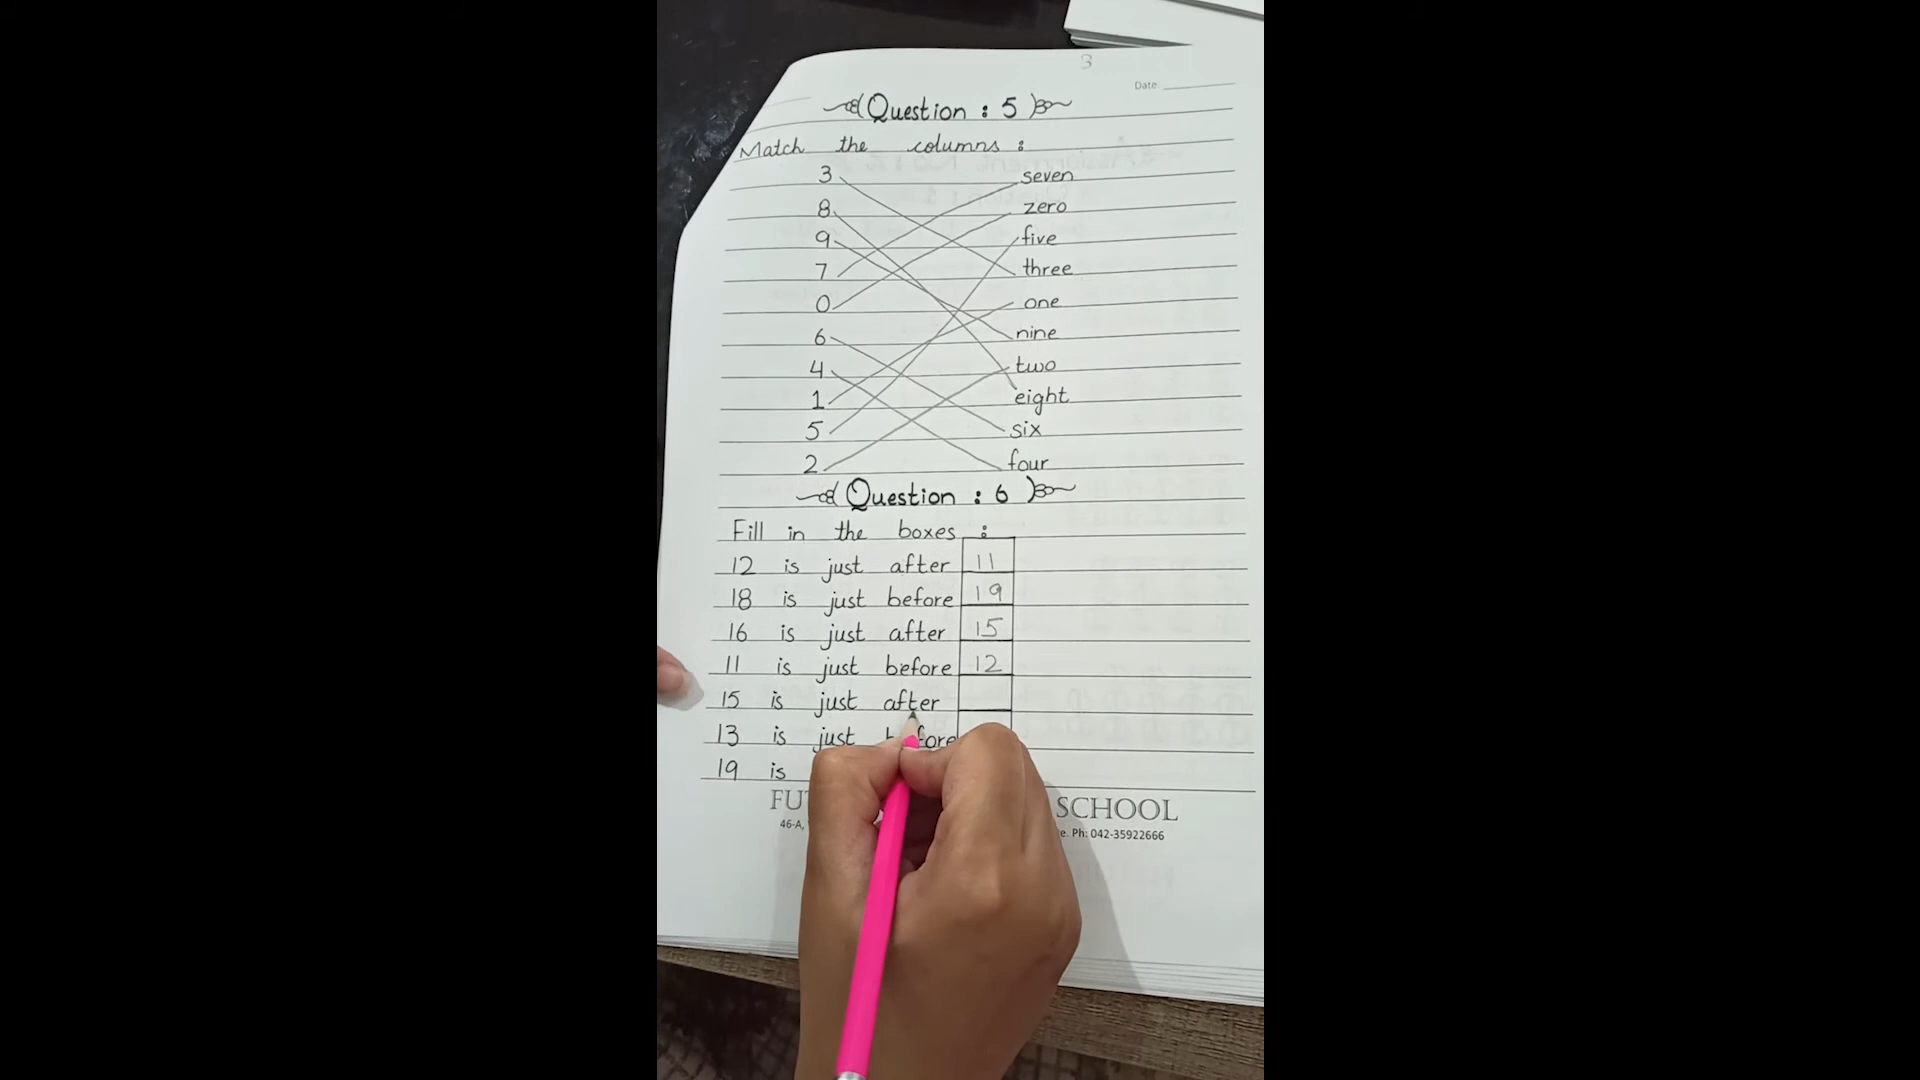 3
Date:
Question : 5
Match the columns :
3 seven
8 zero
9 five
7 three
0 one
6 nine
4 two
1 eight
5 six
2 four
Question : 6
Fill in the boxes :
12 is just after 11
18 is just before 19
16 is just after 15
11 is just before 12
15 is just after
13 is just before
19 is
SCHOOL
46-A, Ph: 042-35922666